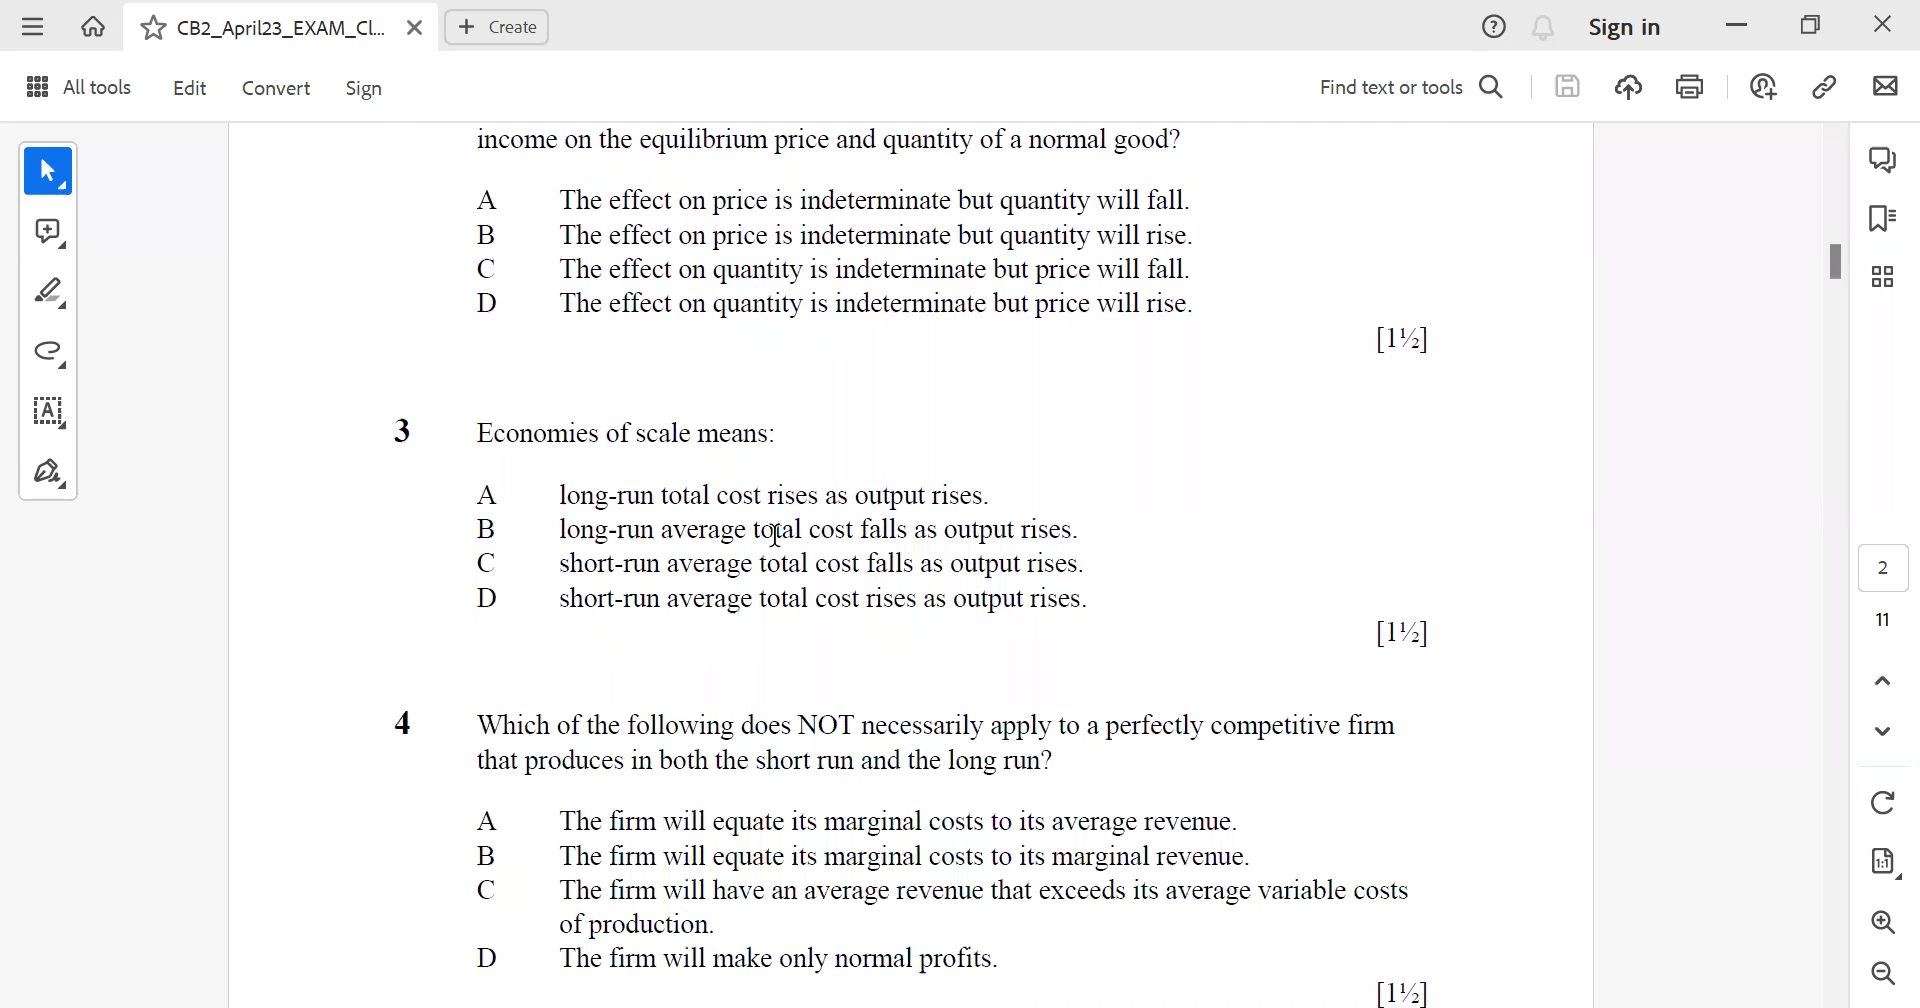 CB2_April23_EXAM_Cl...
Create
Sign in
All tools
Edit
Convert
Sign
Find text or tools
income on the equilibrium price and quantity of a normal good?
A The effect on price is indeterminate but quantity will fall.
B The effect on price is indeterminate but quantity will rise.
C The effect on quantity is indeterminate but price will fall.
D The effect on quantity is indeterminate but price will rise.
[1½]
3 Economies of scale means:
A long-run total cost rises as output rises.
B long-run average total cost falls as output rises.
C short-run average total cost falls as output rises.
D short-run average total cost rises as output rises.
[1½]
4 Which of the following does NOT necessarily apply to a perfectly competitive firm
that produces in both the short run and the long run?
A The firm will equate its marginal costs to its average revenue.
B The firm will equate its marginal costs to its marginal revenue.
C The firm will have an average revenue that exceeds its average variable costs
of production.
D The firm will make only normal profits.
[1½]
2
11
1:1